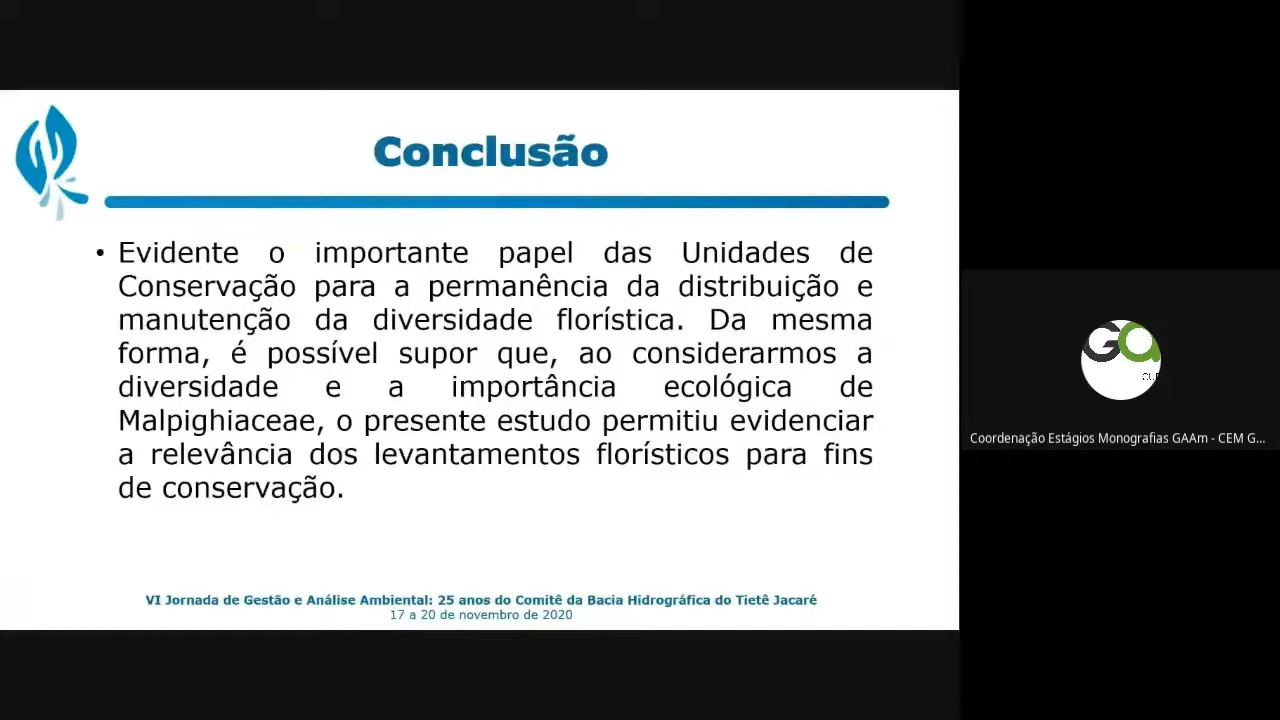 Conclusão
• Evidente o importante papel das Unidades de
Conservação para a permanência da distribuição e
manutenção da diversidade florística. Da mesma
forma, é possível supor que, ao considerarmos a
diversidade e a importância ecológica de
Malpighiaceae, o presente estudo permitiu evidenciar
a relevância dos levantamentos florísticos para fins
de conservação.
VI Jornada de Gestão e Análise Ambiental: 25 anos do Comitê da Bacia Hidrográfica do Tietê Jacaré
17 a 20 de novembro de 2020
Coordenação Estágios Monografias GAAm - CEM G...